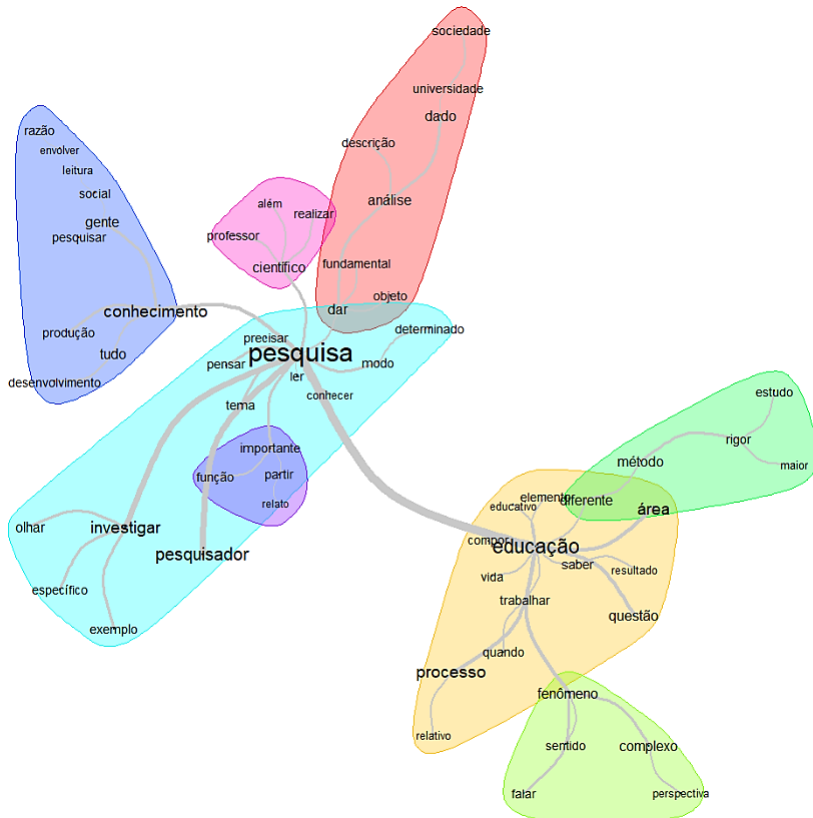 sociedade
universidade
dado
razão
envolver
descrição
leitura
social
análise
além
realizar
gente
pesquisar
professor
científico
fundamental
objeto
dar
conhecimento
determinado
produção
precisar
pesquisa
tudo
pensar
modo
ler
desenvolvimento
conhecer
estudo
tema
rigor
importante
método
maior
função
partir
elemento
diferente
relato
educativo
área
olhar
investigar
compor
educação
pesquisador
saber
resultado
vida
específico
trabalhar
questão
exemplo
quando
processo
fenômeno
relativo
sentido
complexo
falar
perspectiva